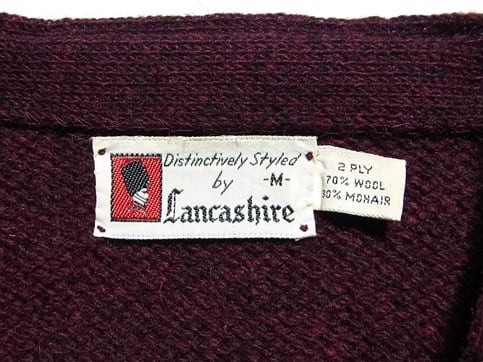 Distinctively Styled
by -M-
Lancashire
2 PLY
70% WOOL
30% MOHAIR